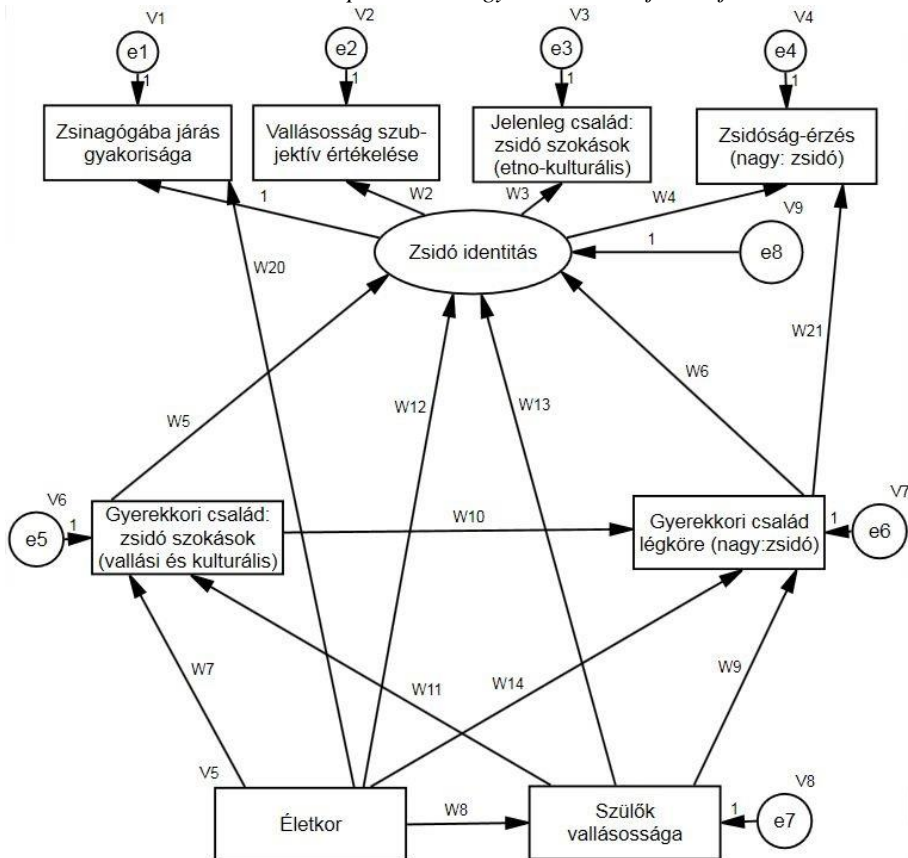 V1
V2
V3
V4
e1
e2
e3
e4
1
1
1
1
Zsinagógába járás
gyakorisága
Vallásosság szub-
jektív értékelése
Jelenleg család:
zsidó szokások
(etno-kulturális)
Zsidóság-érzés
(nagy: zsidó)
1
W2
W3
W4
V9
Zsidó identitás
1
e8
W20
W21
W6
W5
W12
W13
V6
V7
e5
1
Gyerekkori család:
zsidó szokások
(vallási és kulturális)
W10
Gyerekkori család
légköre (nagy:zsidó)
1
e6
W7
W11
W14
W9
V5
V8
Életkor
W8
Szülők
vallásossága
1
e7